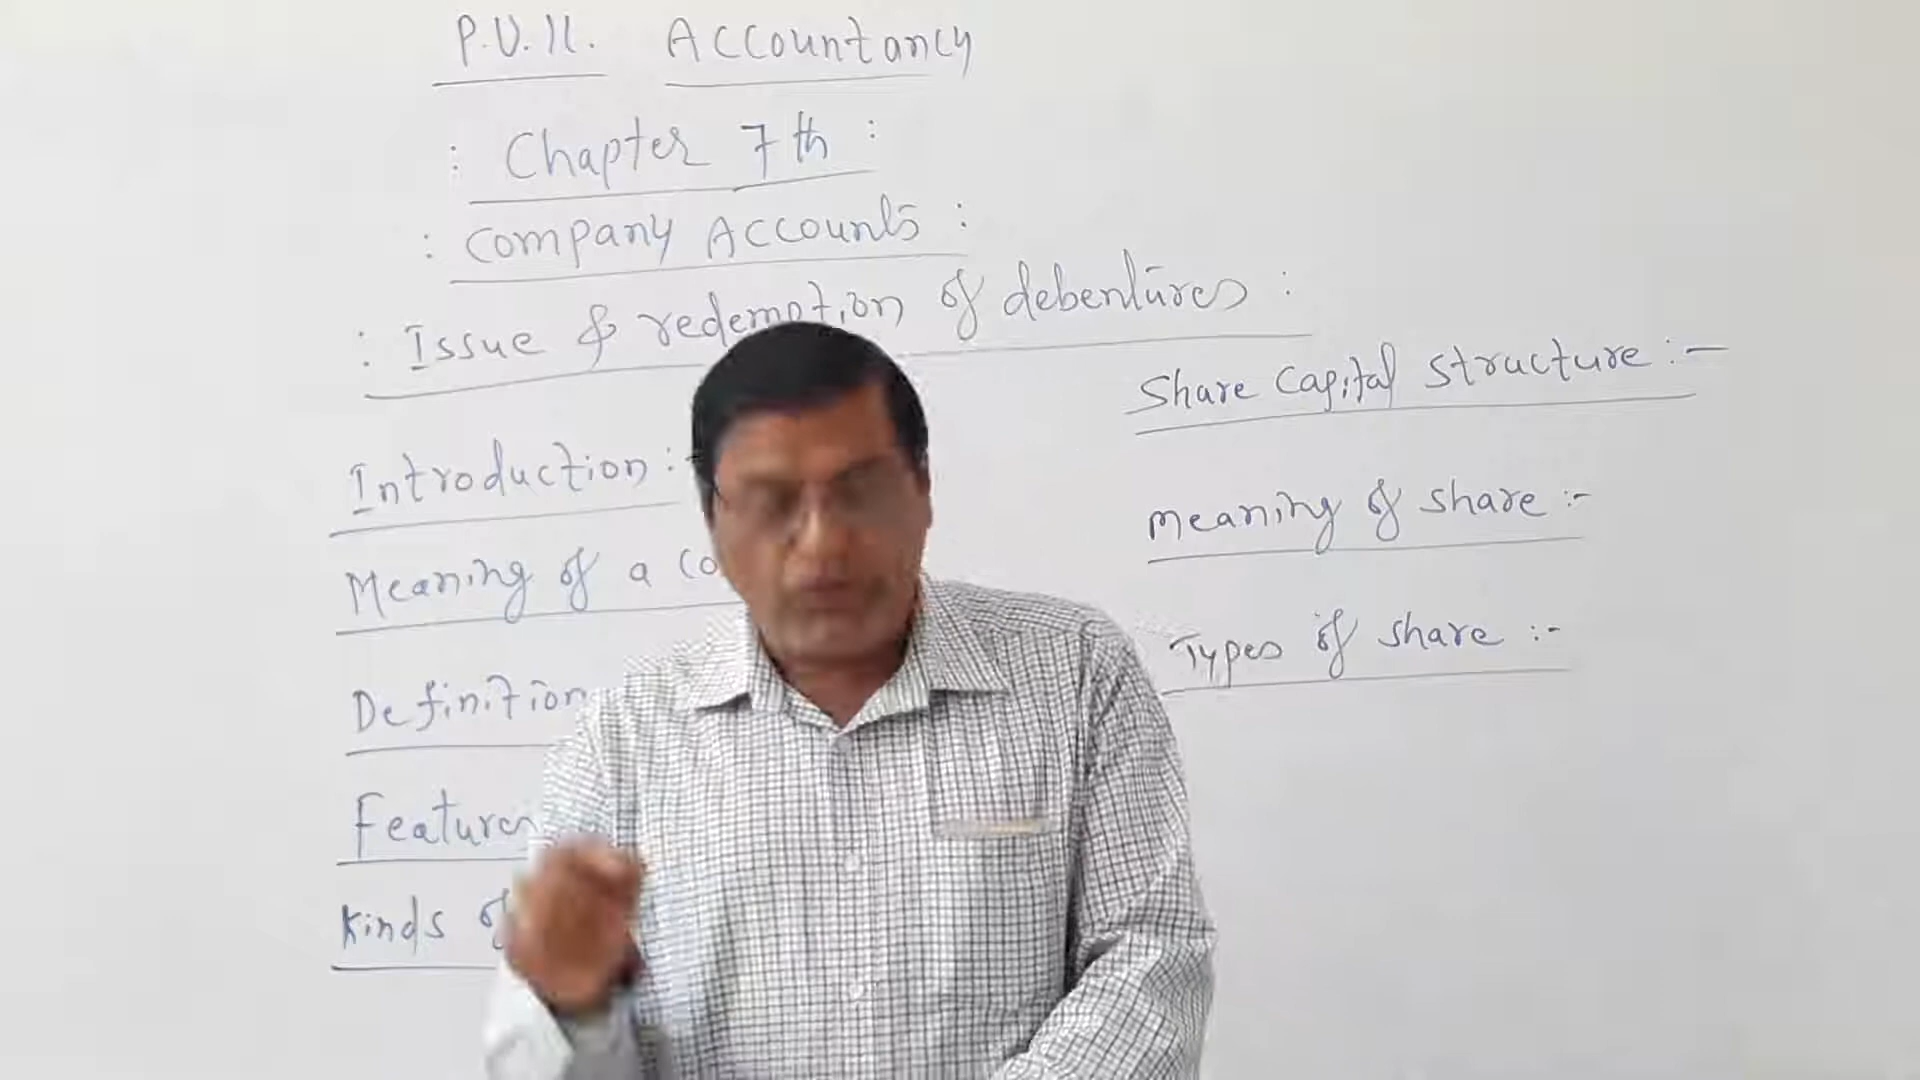 P.U.II. Accountancy
: Chapter 7th :
: Company Accounts :
: Issue & redemption of debentures :
Introduction :-
Meaning of a
Definition
Features
Kinds of
Share Capital structure :-
Meaning of share :-
Types of share :-